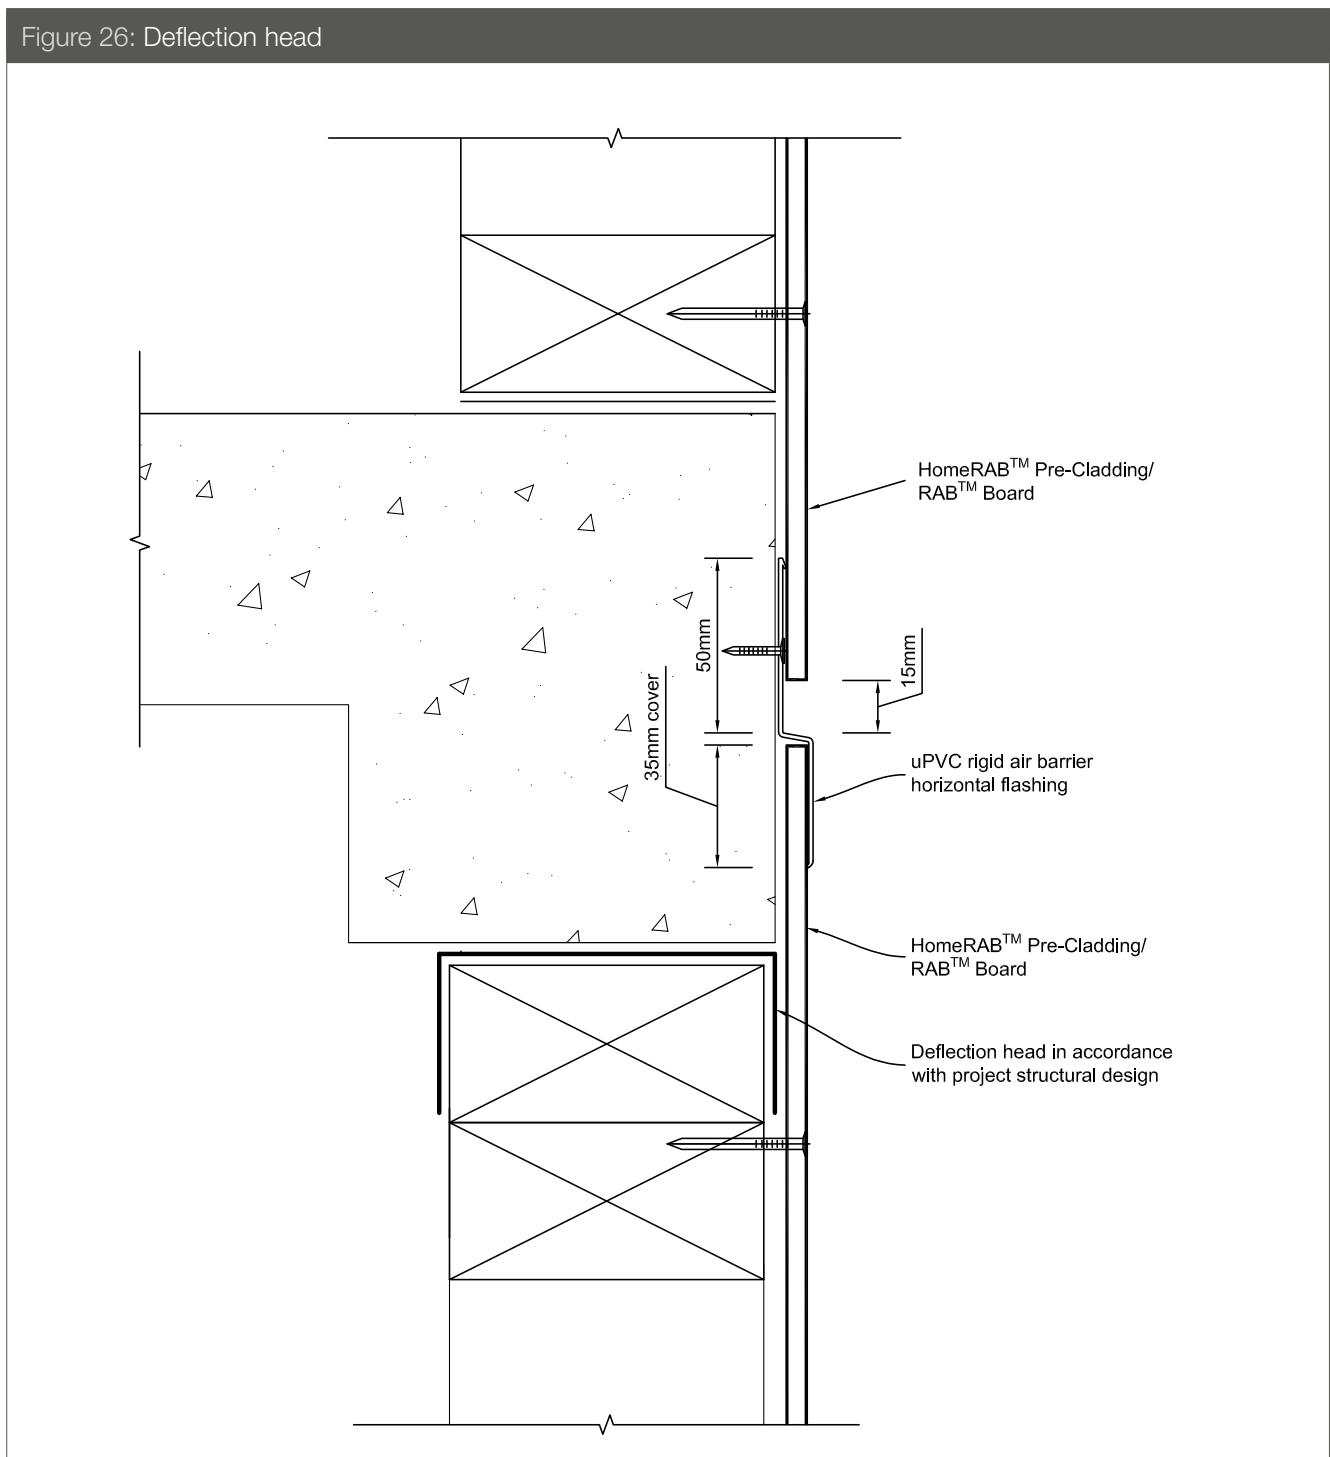 Figure 26: Deflection head
HomeRAB™ Pre-Cladding/
RAB™ Board
50mm
15mm
35mm cover
uPVC rigid air barrier
horizontal flashing
HomeRAB™ Pre-Cladding/
RAB™ Board
Deflection head in accordance
with project structural design